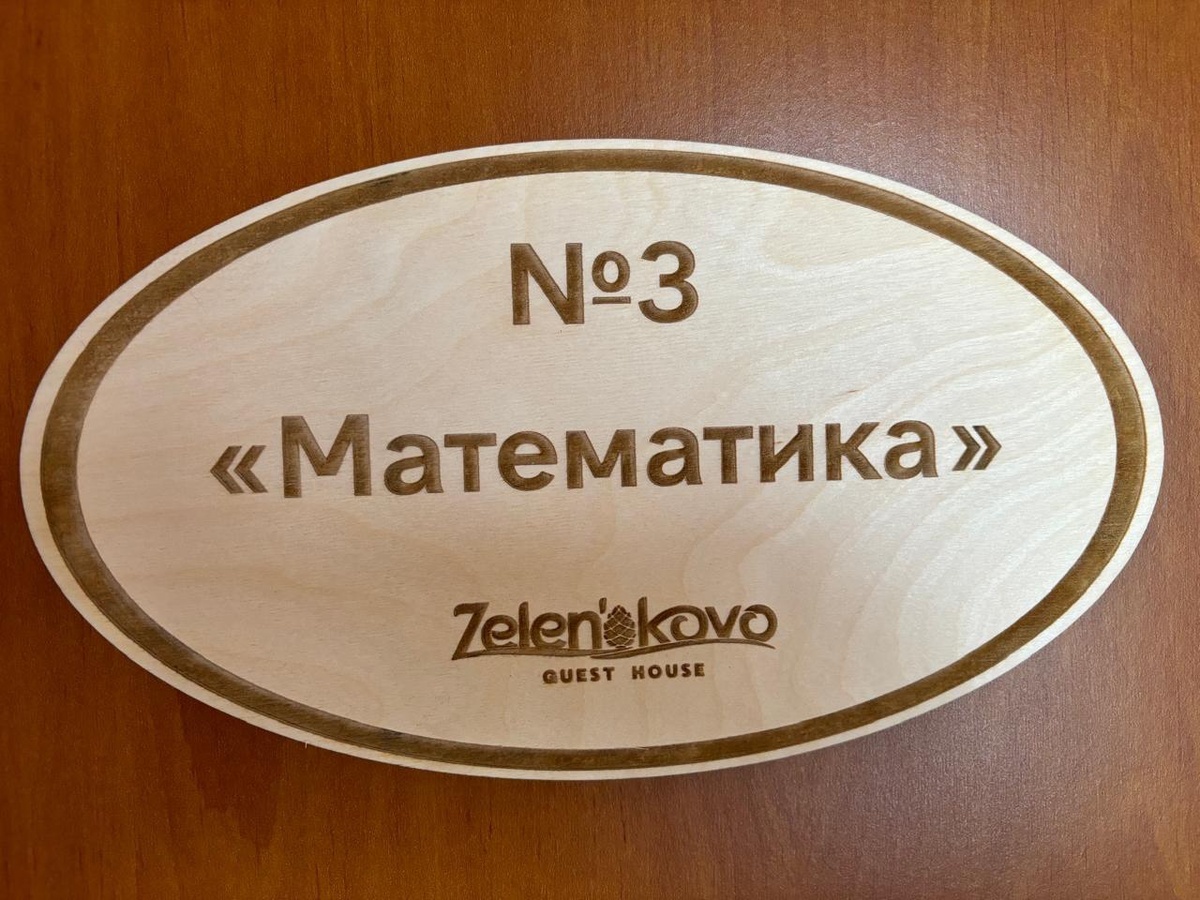 №3
«Математика»
Zelen'kovo
GUEST HOUSE